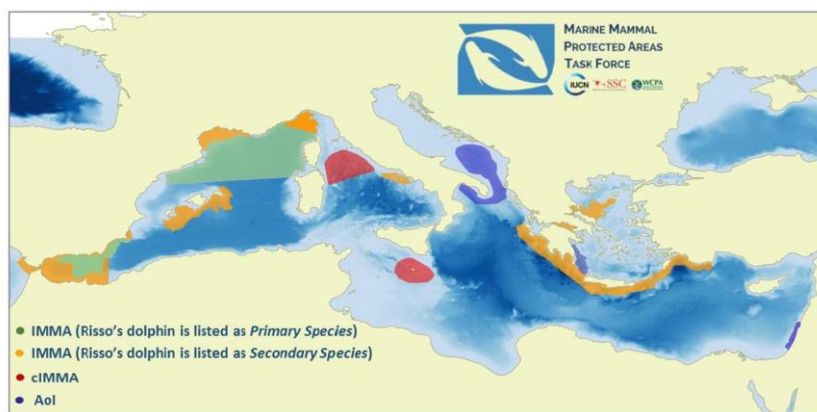 MARINE MAMMAL
PROTECTED AREAS
TASK FORCE
IUCN SSC WCPA
IMMA (Risso's dolphin is listed as Primary Species)
IMMA (Risso's dolphin is listed as Secondary Species)
cIMMA
AoI